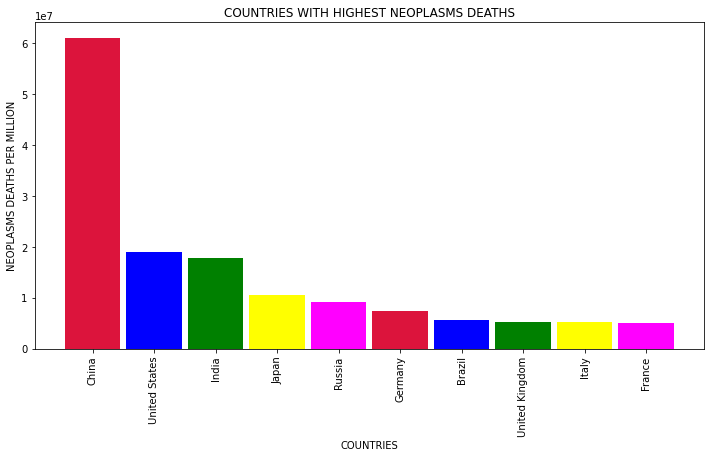 COUNTRIES WITH HIGHEST NEOPLASMS DEATHS
1e7
NEOPLASMS DEATHS PER MILLION
6
5
4
3
2
1
0
China
United States
India
Japan
Russia
Germany
Brazil
United Kingdom
Italy
France
COUNTRIES